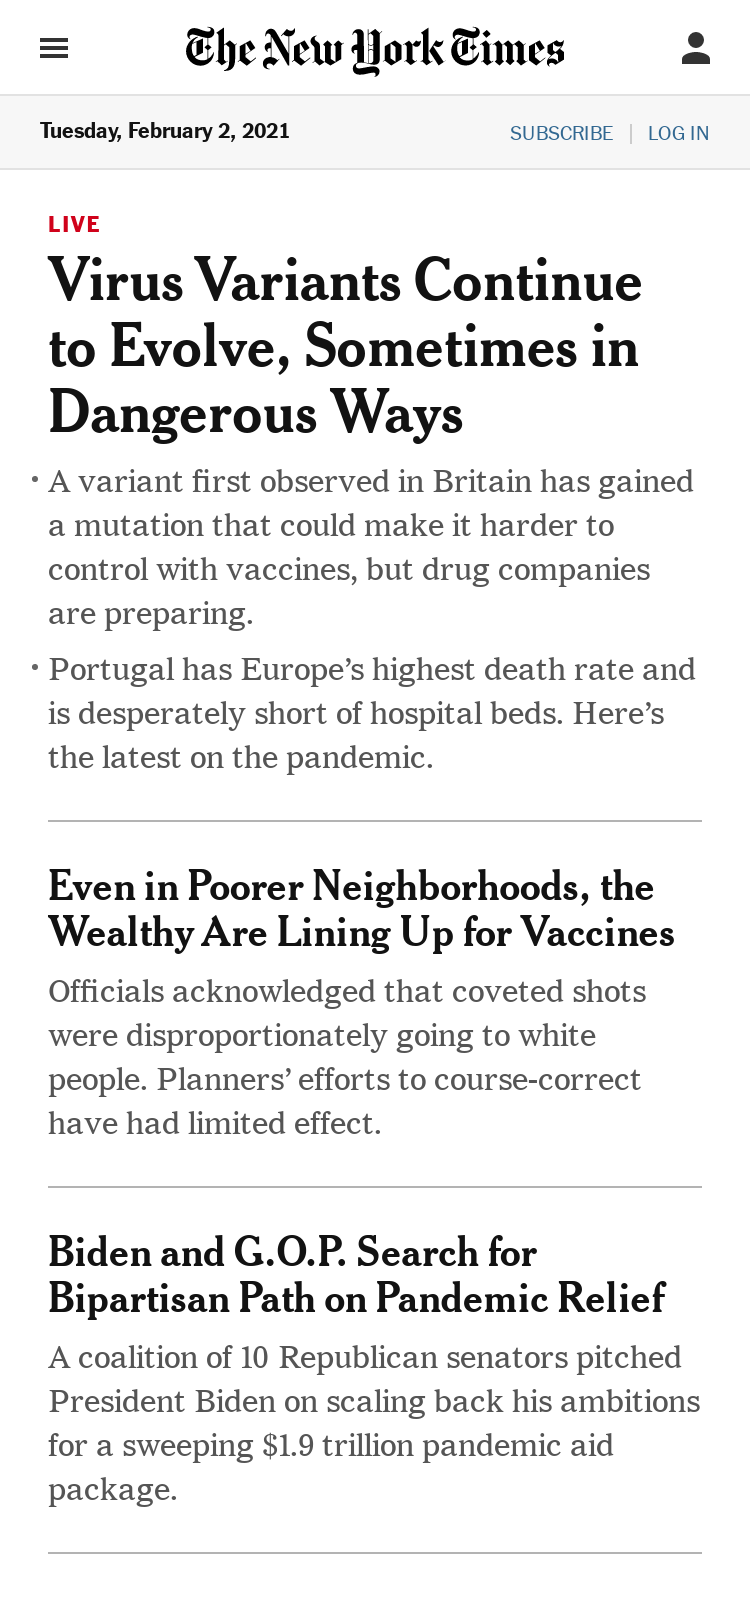 The New York Times
Tuesday, February 2, 2021
SUBSCRIBE | LOG IN
LIVE
Virus Variants Continue
to Evolve, Sometimes in
Dangerous Ways
• A variant first observed in Britain has gained
a mutation that could make it harder to
control with vaccines, but drug companies
are preparing.
• Portugal has Europe’s highest death rate and
is desperately short of hospital beds. Here’s
the latest on the pandemic.
Even in Poorer Neighborhoods, the
Wealthy Are Lining Up for Vaccines
Officials acknowledged that coveted shots
were disproportionately going to white
people. Planners’ efforts to course-correct
have had limited effect.
Biden and G.O.P. Search for
Bipartisan Path on Pandemic Relief
A coalition of 10 Republican senators pitched
President Biden on scaling back his ambitions
for a sweeping $1.9 trillion pandemic aid
package.